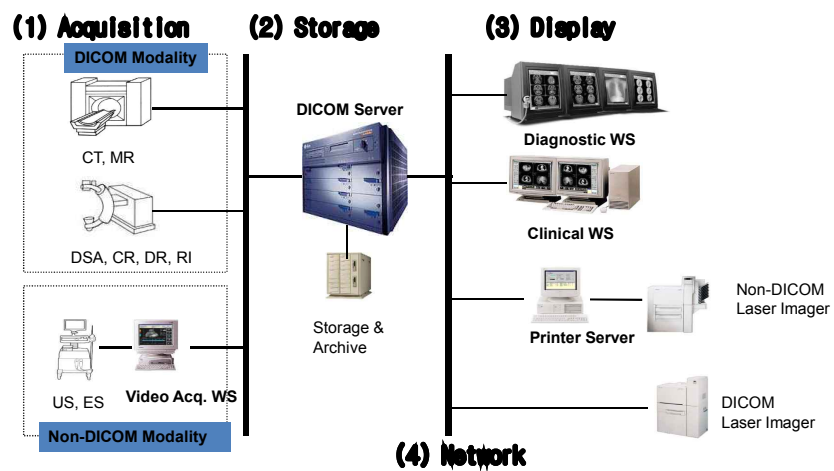 (1) Acquisition
(2) Storage
(3) Display
DICOM Modality
CT, MR
DSA, CR, DR, RI
US, ES
Video Acq. WS
Non-DICOM Modality
DICOM Server
Storage &
Archive
Diagnostic WS
Clinical WS
Printer Server
Non-DICOM
Laser Imager
DICOM
Laser Imager
(4) Network